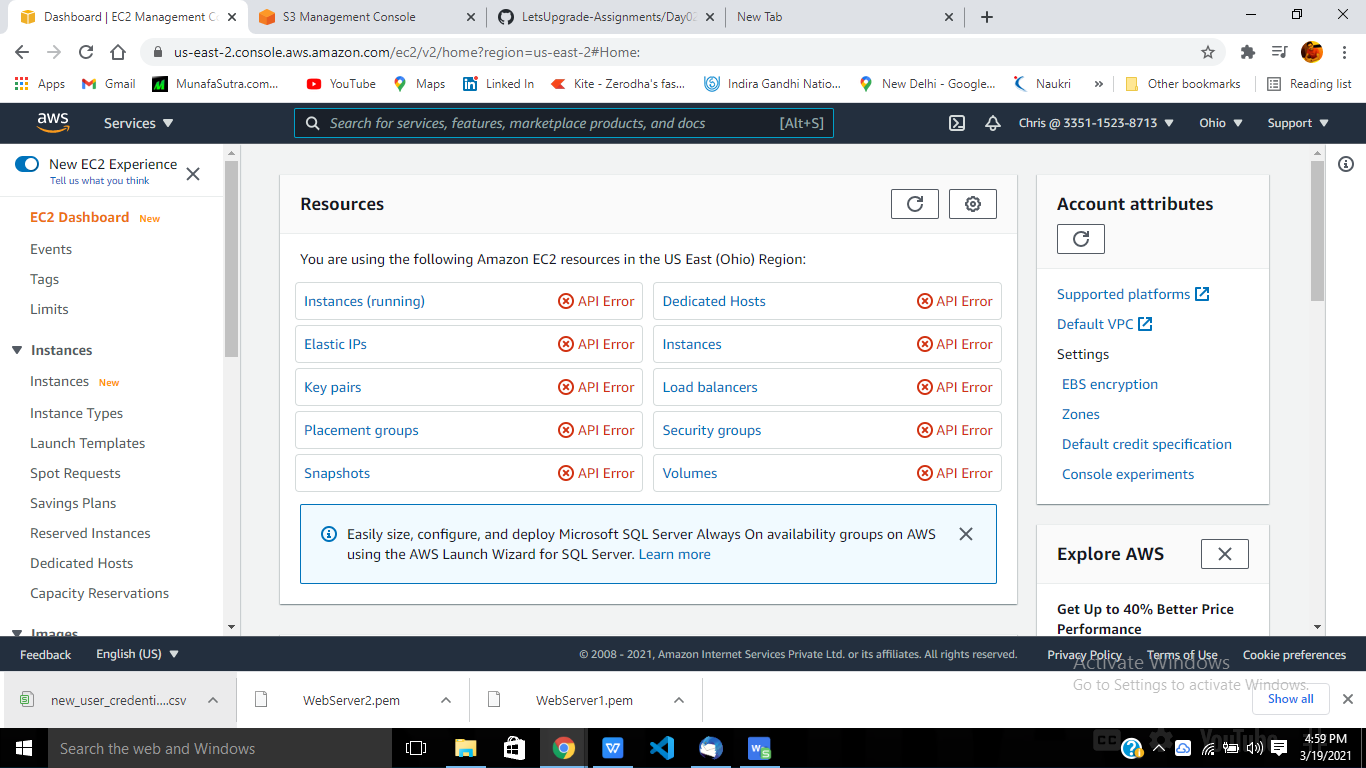 Dashboard | EC2 Management Co
S3 Management Console
LetsUpgrade-Assignments/Day02
New Tab
us-east-2.console.aws.amazon.com/ec2/v2/home?region=us-east-2#Home:
Apps
Gmail
MunafaSutra.com...
YouTube
Maps
Linked In
Kite - Zerodha's fas...
Indira Gandhi Natio...
New Delhi - Google...
Naukri
»
Other bookmarks
Reading list
aws
Services
Search for services, features, marketplace products, and docs
[Alt+S]
Chris @ 3351-1523-8713
Ohio
Support
New EC2 Experience
Tell us what you think
EC2 Dashboard New
Events
Tags
Limits
Instances
Instances New
Instance Types
Launch Templates
Spot Requests
Savings Plans
Reserved Instances
Dedicated Hosts
Capacity Reservations
Images
Resources
You are using the following Amazon EC2 resources in the US East (Ohio) Region:
Instances (running) API Error
Dedicated Hosts API Error
Elastic IPs API Error
Instances API Error
Key pairs API Error
Load balancers API Error
Placement groups API Error
Security groups API Error
Snapshots API Error
Volumes API Error
Easily size, configure, and deploy Microsoft SQL Server Always On availability groups on AWS
using the AWS Launch Wizard for SQL Server. Learn more
Account attributes
Supported platforms
Default VPC
Settings
EBS encryption
Zones
Default credit specification
Console experiments
Explore AWS
Get Up to 40% Better Price
Performance
Feedback
English (US)
© 2008 - 2021, Amazon Internet Services Private Ltd. or its affiliates. All rights reserved.
Privacy Policy
Terms of Use
Cookie preferences
Activate Windows
Go to Settings to activate Windows.
new_user_credenti....csv
WebServer2.pem
WebServer1.pem
Show all
Search the web and Windows
CC
YouTube
4:59 PM
3/19/2021